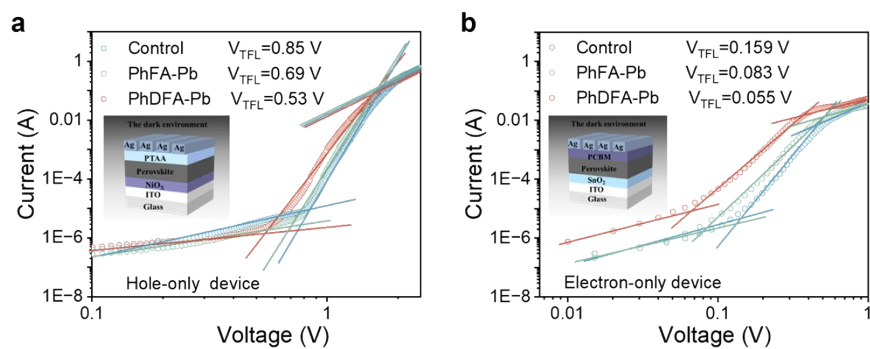 a
Control V_TFL=0.85 V
PhFA-Pb V_TFL=0.69 V
PhDFA-Pb V_TFL=0.53 V
The dark environment
Ag Ag Ag Ag
PTAA
Perovskite
NiOX
ITO
Glass
Hole-only device
Current (A)
1
0.01
1E−4
1E−6
1E−8
0.1 1
Voltage (V)
b
Control V_TFL=0.159 V
PhFA-Pb V_TFL=0.083 V
PhDFA-Pb V_TFL=0.055 V
The dark environment
Ag Ag Ag Ag
PCBM
Perovskite
SnO2
ITO
Glass
Electron-only device
Current (A)
1
0.01
1E−4
1E−6
1E−8
0.01 0.1 1
Voltage (V)